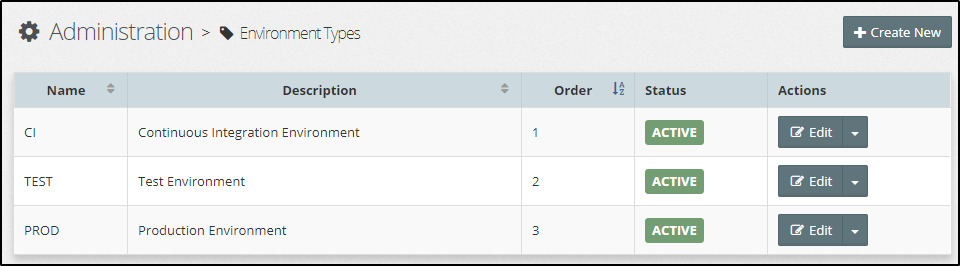 Administration > Environment Types
Create New
Name Description Order Status Actions
CI Continuous Integration Environment 1 ACTIVE Edit
TEST Test Environment 2 ACTIVE Edit
PROD Production Environment 3 ACTIVE Edit